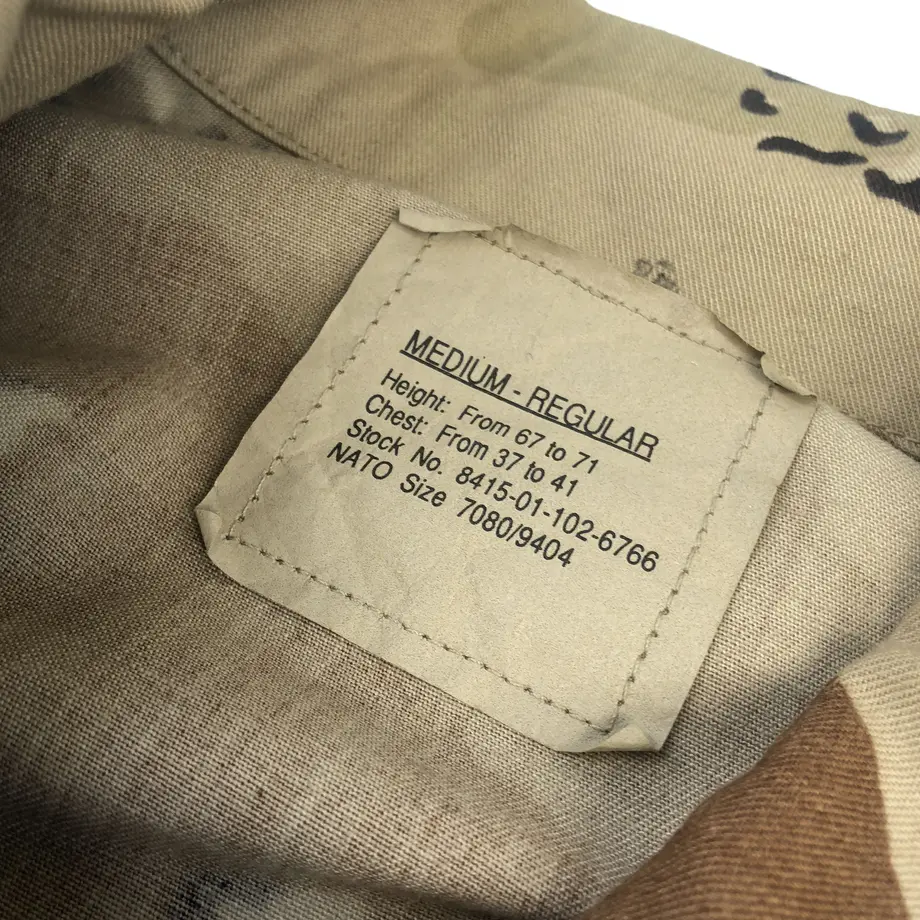 MEDIUM - REGULAR
Height: From 67 to 71
Chest: From 37 to 41
Stock No. 8415-01-102-6766
NATO Size 7080/9404